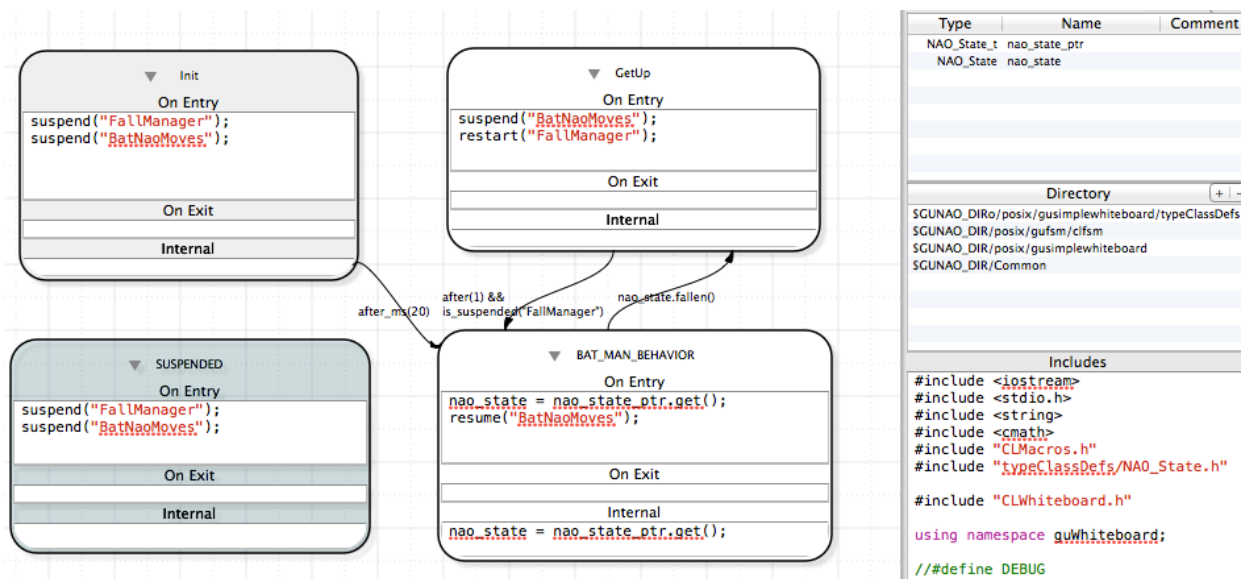 Init
On Entry
suspend("FallManager");
suspend("BatNaoMoves");
On Exit
Internal
GetUp
On Entry
suspend("BatNaoMoves");
restart("FallManager");
On Exit
Internal
after_ms(20)
after(1) &&
is_suspended("FallManager")
nao_state.fallen()
SUSPENDED
On Entry
suspend("FallManager");
suspend("BatNaoMoves");
On Exit
Internal
BAT_MAN_BEHAVIOR
On Entry
nao_state = nao_state_ptr.get();
resume("BatNaoMoves");
On Exit
Internal
nao_state = nao_state_ptr.get();
Type Name Comment
NAO_State_t nao_state_ptr
NAO_State nao_state
Directory + -
$GUNAO_DIRo/posix/gusimplewhiteboard/typeClassDefs
$GUNAO_DIR/posix/gufsm/clfsm
$GUNAO_DIR/posix/gusimplewhiteboard
$GUNAO_DIR/Common
Includes
#include <iostream>
#include <stdio.h>
#include <string>
#include <cmath>
#include "CLMacros.h"
#include "typeClassDefs/NAO_State.h"
#include "CLWhiteboard.h"
using namespace guWhiteboard;
//#define DEBUG